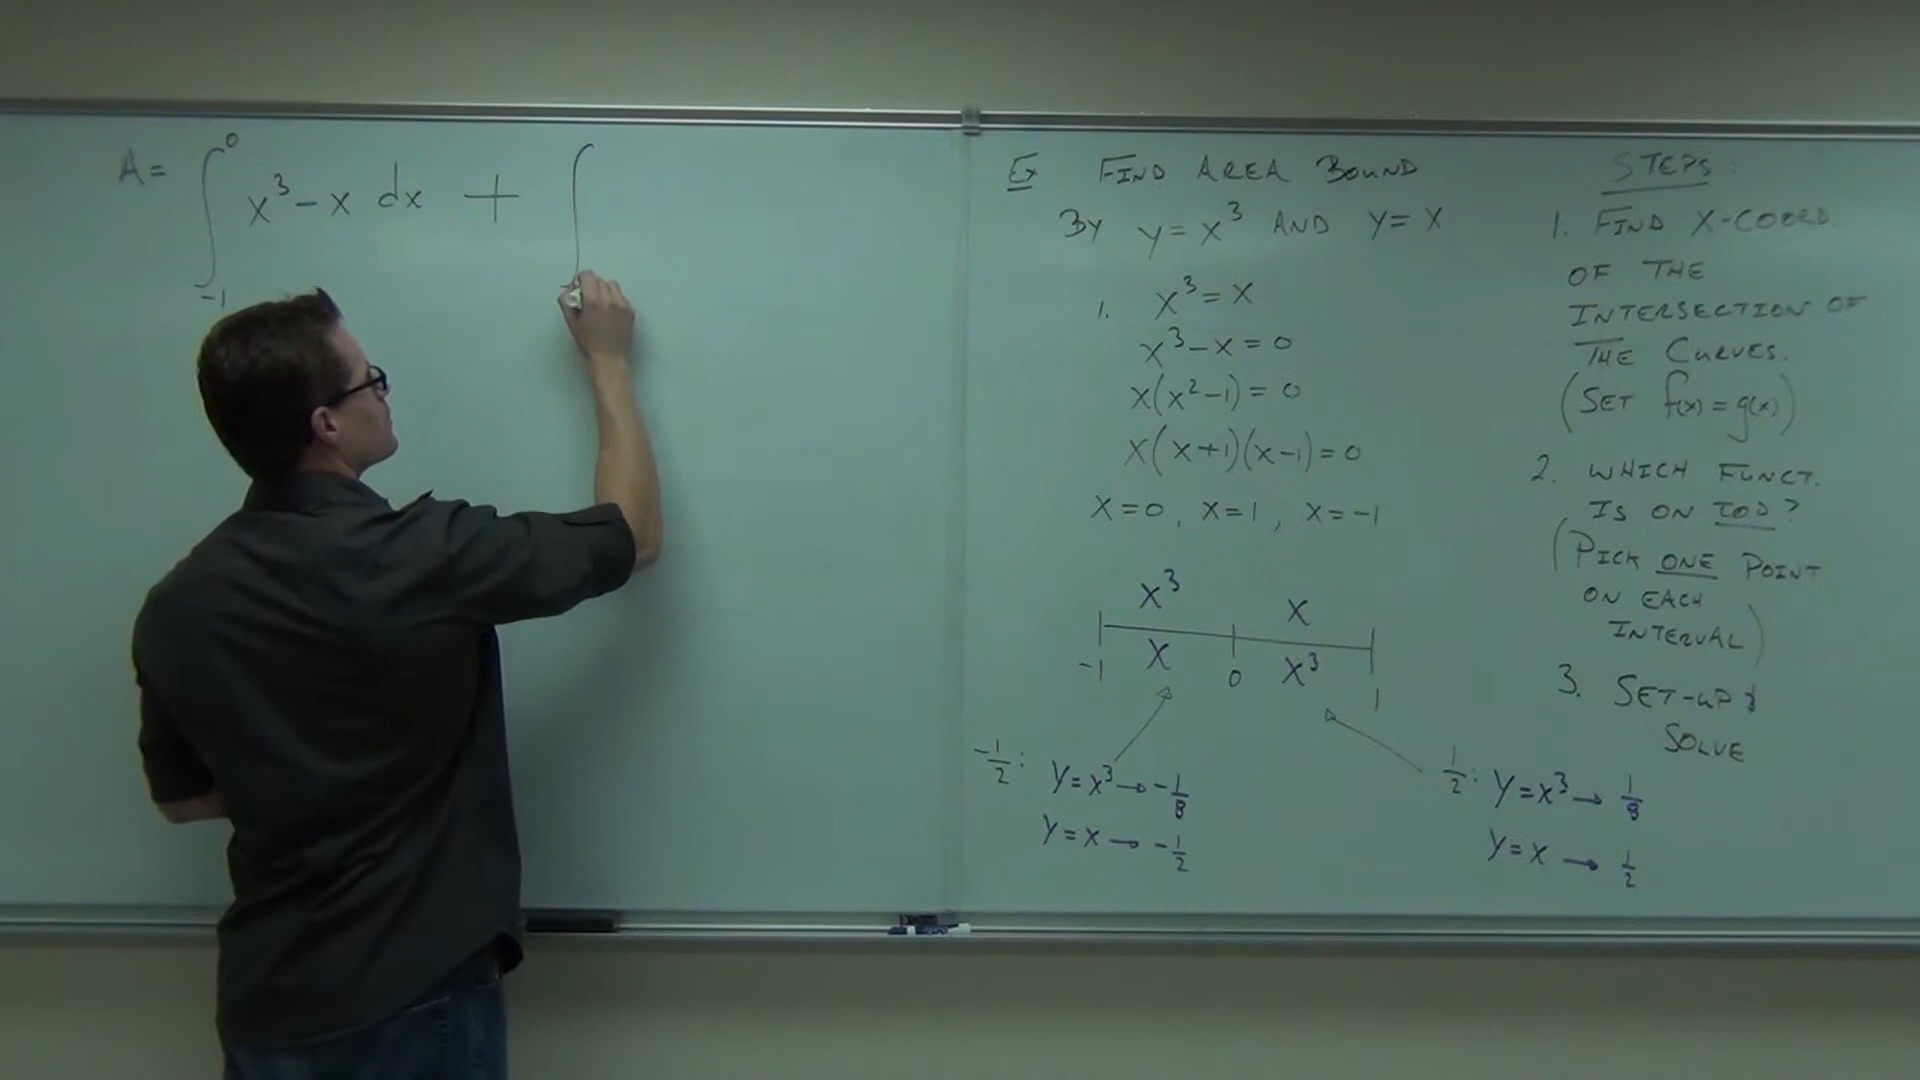 A = ∫_{-1}^{0} x³ - x dx + ∫
Ex FIND AREA BOUND
BY y = x³ AND y = x
1. x³ = x
x³ - x = 0
x(x² - 1) = 0
x(x + 1)(x - 1) = 0
x = 0, x = 1, x = -1
x³ x
x x³
-1 0 1
-1/2: y = x³ → -1/8
y = x → -1/2
1/2: y = x³ → 1/8
y = x → 1/2
STEPS:
1. FIND X-COORD.
OF THE
INTERSECTION OF
THE CURVES.
(SET f(x) = g(x))
2. WHICH FUNCT.
IS ON TOP?
(PICK ONE POINT
ON EACH
INTERVAL)
3. SET-UP &
SOLVE